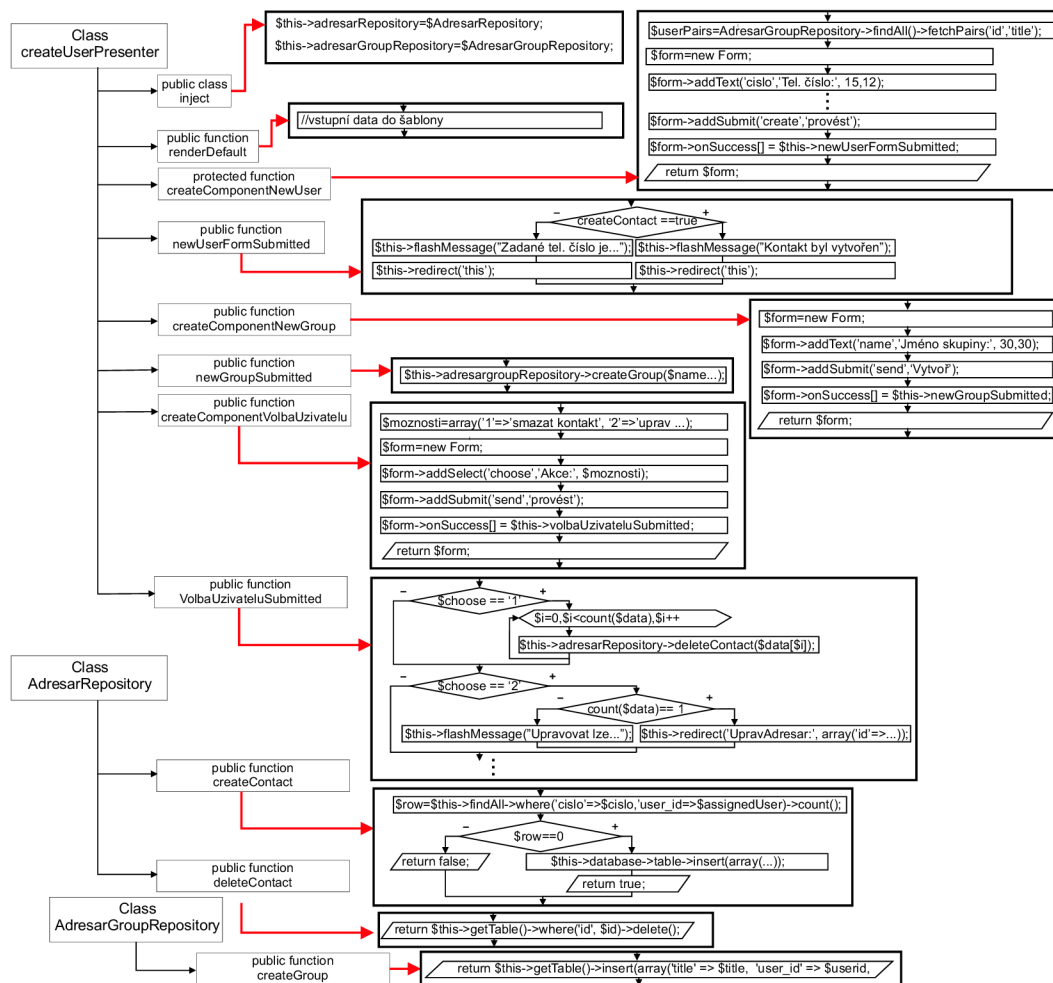 Class
createUserPresenter
$this->adresarRepository=$AdresarRepository;
$this->adresarGroupRepository=$AdresarGroupRepository;
public class
inject
$userPairs=AdresarGroupRepository->findAll()->fetchPairs('id','title');
$form=new Form;
$form->addText('cislo','Tel. číslo:', 15,12);
$form->addSubmit('create','provést');
$form->onSuccess[] = $this->newUserFormSubmitted;
return $form;
public function
renderDefault
//vstupní data do šablony
protected function
createComponentNewUser
public function
newUserFormSubmitted
–
+
createContact ==true
$this->flashMessage("Zadané tel. číslo je...");
$this->flashMessage("Kontakt byl vytvořen");
$this->redirect('this');
$this->redirect('this');
public function
createComponentNewGroup
$form=new Form;
$form->addText('name','Jméno skupiny:', 30,30);
$form->addSubmit('send','Vytvoř');
$form->onSuccess[] = $this->newGroupSubmitted;
return $form;
public function
newGroupSubmitted
$this->adresargroupRepository->createGroup($name...);
public function
createComponentVolbaUzivatelu
$moznosti=array('1'=>'smazat kontakt', '2'=>'uprav ...);
$form=new Form;
$form->addSelect('choose','Akce:', $moznosti);
$form->addSubmit('send','provést');
$form->onSuccess[] = $this->volbaUzivateluSubmitted;
return $form;
public function
VolbaUzivateluSubmitted
–
+
$choose == '1'
$i=0,$i<count($data),$i++
$this->adresarRepository->deleteContact($data[$i]);
–
+
$choose == '2'
–
+
count($data)== 1
$this->flashMessage("Upravovat lze...");
$this->redirect('UpravAdresar:', array('id'=>...));
Class
AdresarRepository
public function
createContact
$row=$this->findAll->where('cislo'=>$cislo,'user_id=>$assignedUser)->count();
–
+
$row==0
return false;
$this->database->table->insert(array(...));
return true;
public function
deleteContact
return $this->getTable()->where('id', $id)->delete();
Class
AdresarGroupRepository
public function
createGroup
return $this->getTable()->insert(array('title' => $title, 'user_id' => $userid,